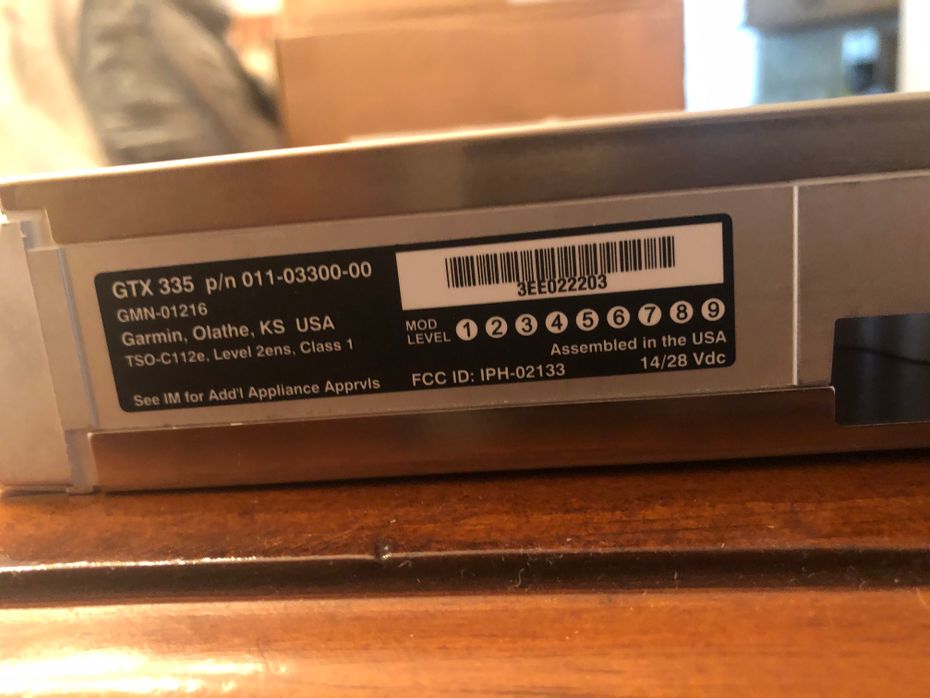 GTX 335 p/n 011-03300-00
GMN-01216
Garmin, Olathe, KS USA
TSO-C112e, Level 2ens, Class 1
See IM for Add'l Appliance Apprvls
3EE022203
MOD LEVEL 1 2 3 4 5 6 7 8 9
Assembled in the USA
FCC ID: IPH-02133 14/28 Vdc